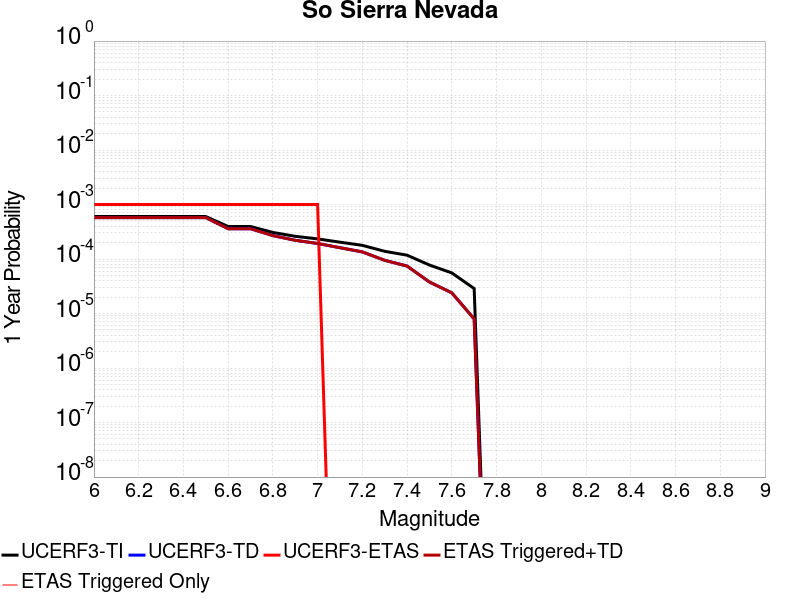 So Sierra Nevada
1 Year Probability
10^0
10^-1
10^-2
10^-3
10^-4
10^-5
10^-6
10^-7
10^-8
6 6.2 6.4 6.6 6.8 7 7.2 7.4 7.6 7.8 8 8.2 8.4 8.6 8.8 9
Magnitude
UCERF3-TI UCERF3-TD UCERF3-ETAS ETAS Triggered+TD
ETAS Triggered Only